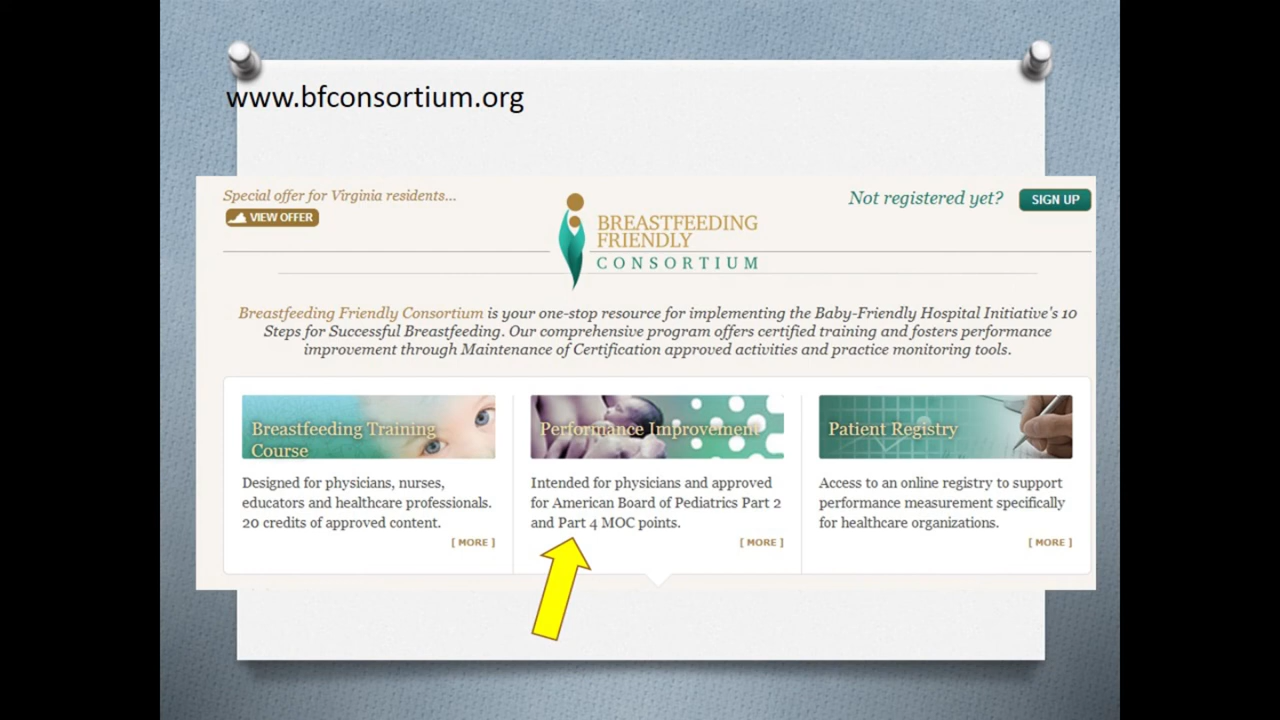 www.bfconsortium.org
Special offer for Virginia residents...
VIEW OFFER
Not registered yet?
SIGN UP
BREASTFEEDING
FRIENDLY
CONSORTIUM
Breastfeeding Friendly Consortium is your one-stop resource for implementing the Baby-Friendly Hospital Initiative's 10
Steps for Successful Breastfeeding. Our comprehensive program offers certified training and fosters performance
improvement through Maintenance of Certification approved activities and practice monitoring tools.
Breastfeeding Training
Course
Designed for physicians, nurses,
educators and healthcare professionals.
20 credits of approved content.
[ MORE ]
Performance Improvement
Intended for physicians and approved
for American Board of Pediatrics Part 2
and Part 4 MOC points.
[ MORE ]
Patient Registry
Access to an online registry to support
performance measurement specifically
for healthcare organizations.
[ MORE ]